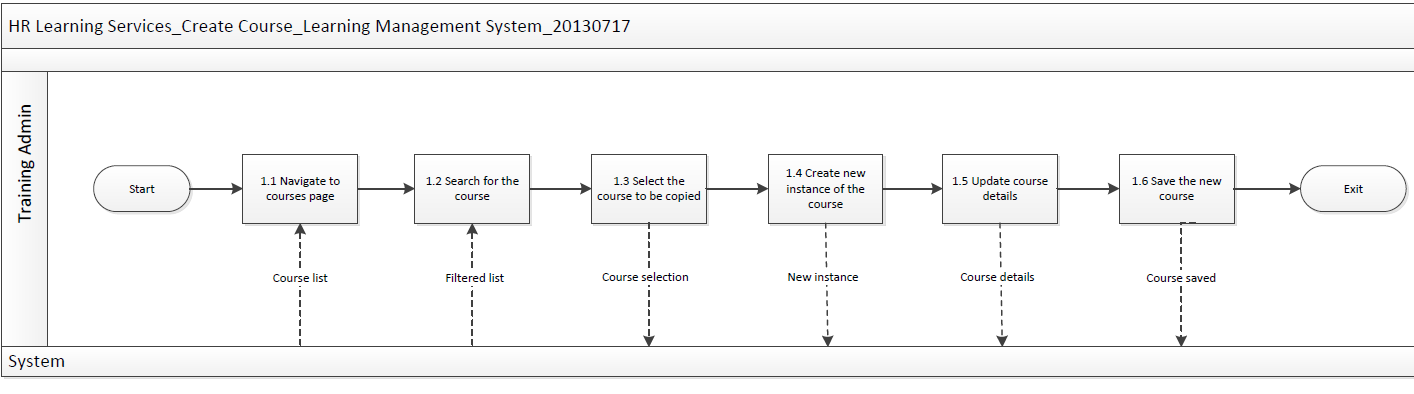 HR Learning Services_Create Course_Learning Management System_20130717
Training Admin
Start
1.1 Navigate to
courses page
1.2 Search for the
course
1.3 Select the
course to be copied
1.4 Create new
instance of the
course
1.5 Update course
details
1.6 Save the new
course
Exit
Course list
Filtered list
Course selection
New instance
Course details
Course saved
System